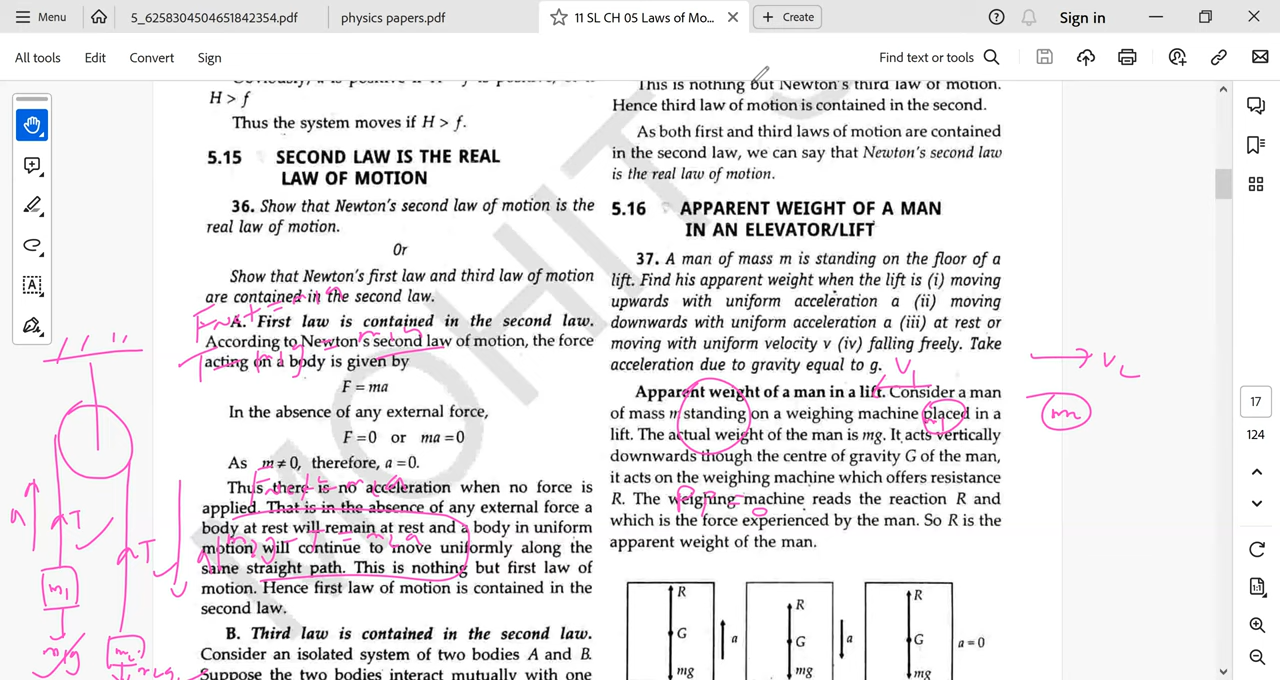 Menu
5_6258304504651842354.pdf
physics papers.pdf
11 SL CH 05 Laws of Mo...
Create
Sign in
All tools
Edit
Convert
Sign
Find text or tools
H > f
Thus the system moves if H > f.
5.15 SECOND LAW IS THE REAL
LAW OF MOTION
36. Show that Newton's second law of motion is the
real law of motion.
Or
Show that Newton's first law and third law of motion
are contained in the second law.
A. First law is contained in the second law.
According to Newton's second law of motion, the force
acting on a body is given by
F = ma
In the absence of any external force,
F = 0 or ma = 0
As m ≠ 0, therefore, a = 0.
Thus there is no acceleration when no force is
applied. That is in the absence of any external force a
body at rest will remain at rest and a body in uniform
motion will continue to move uniformly along the
same straight path. This is nothing but first law of
motion. Hence first law of motion is contained in the
second law.
B. Third law is contained in the second law.
Consider an isolated system of two bodies A and B.
Suppose the two bodies interact mutually with one
a
T
T
m1
m1g
m2
m2g
This is nothing but Newton's third law of motion.
Hence third law of motion is contained in the second.
As both first and third laws of motion are contained
in the second law, we can say that Newton's second law
is the real law of motion.
5.16 APPARENT WEIGHT OF A MAN
IN AN ELEVATOR/LIFT
37. A man of mass m is standing on the floor of a
lift. Find his apparent weight when the lift is (i) moving
upwards with uniform acceleration a (ii) moving
downwards with uniform acceleration a (iii) at rest or
moving with uniform velocity v (iv) falling freely. Take
acceleration due to gravity equal to g.
Apparent weight of a man in a lift. Consider a man
of mass m standing on a weighing machine placed in a
lift. The actual weight of the man is mg. It acts vertically
downwards though the centre of gravity G of the man,
it acts on the weighing machine which offers resistance
R. The weighing machine reads the reaction R and
which is the force experienced by the man. So R is the
apparent weight of the man.
R
G
mg
a
R
G
mg
a
R
G
mg
a = 0
m
17
124